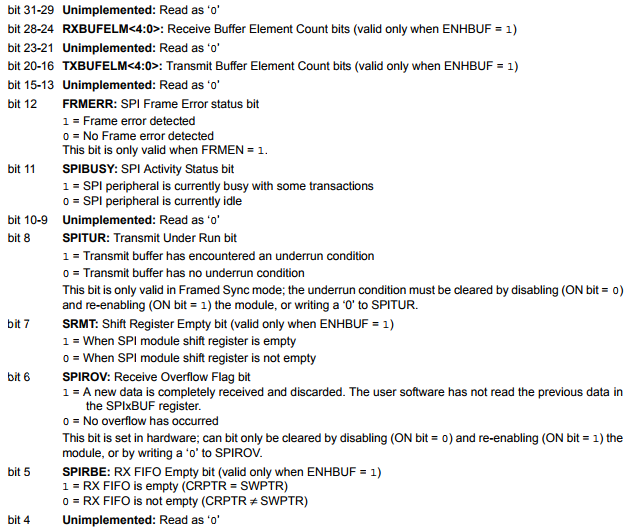 bit 31-29 Unimplemented: Read as ‘0’
bit 28-24 RXBUFELM<4:0>: Receive Buffer Element Count bits (valid only when ENHBUF = 1)
bit 23-21 Unimplemented: Read as ‘0’
bit 20-16 TXBUFELM<4:0>: Transmit Buffer Element Count bits (valid only when ENHBUF = 1)
bit 15-13 Unimplemented: Read as ‘0’
bit 12 FRMERR: SPI Frame Error status bit
1 = Frame error detected
0 = No Frame error detected
This bit is only valid when FRMEN = 1.
bit 11 SPIBUSY: SPI Activity Status bit
1 = SPI peripheral is currently busy with some transactions
0 = SPI peripheral is currently idle
bit 10-9 Unimplemented: Read as ‘0’
bit 8 SPITUR: Transmit Under Run bit
1 = Transmit buffer has encountered an underrun condition
0 = Transmit buffer has no underrun condition
This bit is only valid in Framed Sync mode; the underrun condition must be cleared by disabling (ON bit = 0)
and re-enabling (ON bit = 1) the module, or writing a ‘0’ to SPITUR.
bit 7 SRMT: Shift Register Empty bit (valid only when ENHBUF = 1)
1 = When SPI module shift register is empty
0 = When SPI module shift register is not empty
bit 6 SPIROV: Receive Overflow Flag bit
1 = A new data is completely received and discarded. The user software has not read the previous data in
the SPIxBUF register.
0 = No overflow has occurred
This bit is set in hardware; can bit only be cleared by disabling (ON bit = 0) and re-enabling (ON bit = 1) the
module, or by writing a ‘0’ to SPIROV.
bit 5 SPIRBE: RX FIFO Empty bit (valid only when ENHBUF = 1)
1 = RX FIFO is empty (CRPTR = SWPTR)
0 = RX FIFO is not empty (CRPTR ≠ SWPTR)
bit 4 Unimplemented: Read as ‘0’